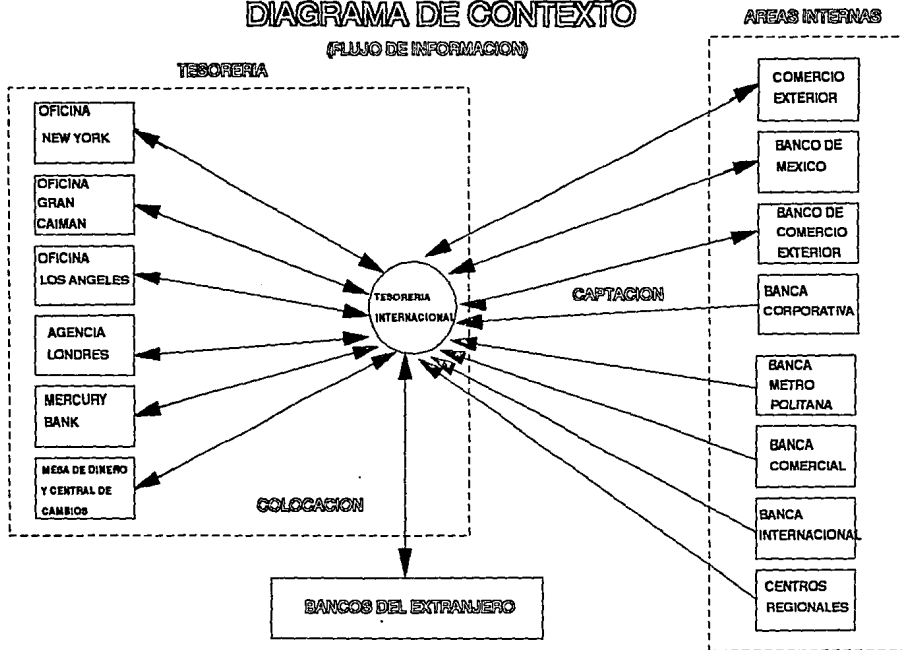 DIAGRAMA DE CONTEXTO
(FLUJO DE INFORMACION)
AREAS INTERNAS
TESORERIA
OFICINA
NEW YORK
OFICINA
GRAN
CAIMAN
OFICINA
LOS ANGELES
AGENCIA
LONDRES
MERCURY
BANK
MESA DE DINERO
Y CENTRAL DE
CAMBIOS
COLOCACION
TESORERIA
INTERNACIONAL
CAPTACION
BANCOS DEL EXTRANJERO
COMERCIO
EXTERIOR
BANCO DE
MEXICO
BANCO DE
COMERCIO
EXTERIOR
BANCA
CORPORATIVA
BANCA
METRO
POLITANA
BANCA
COMERCIAL
BANCA
INTERNACIONAL
CENTROS
REGIONALES